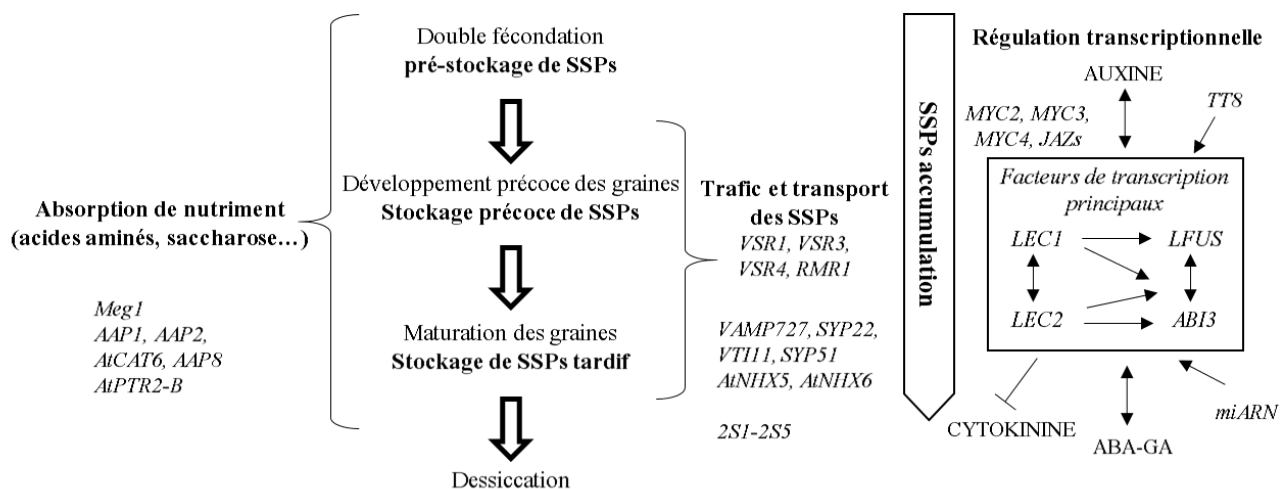 Double fécondation
pré-stockage de SSPs
Développement précoce des graines
Stockage précoce de SSPs
Maturation des graines
Stockage de SSPs tardif
Dessiccation
Absorption de nutriment
(acides aminés, saccharose…)
Meg1
AAP1, AAP2,
AtCAT6, AAP8
AtPTR2-B
Trafic et transport
des SSPs
VSR1, VSR3,
VSR4, RMR1
VAMP727, SYP22,
VTI11, SYP51
AtNHX5, AtNHX6
2S1-2S5
SSPs accumulation
Régulation transcriptionnelle
AUXINE
TT8
MYC2, MYC3,
MYC4, JAZs
Facteurs de transcription
principaux
LEC1 LFUS
LEC2 ABI3
CYTOKININE
ABA-GA
miARN